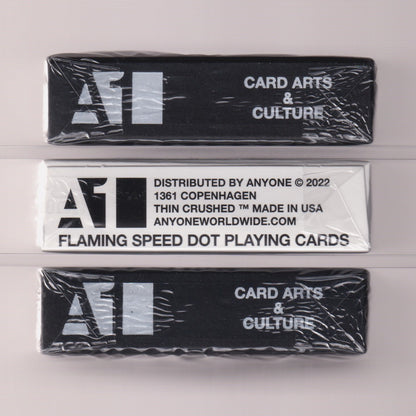 A1
CARD ARTS
&
CULTURE
A1
DISTRIBUTED BY ANYONE © 2022
1361 COPENHAGEN
THIN CRUSHED ™ MADE IN USA
ANYONEWORLDWIDE.COM
FLAMING SPEED DOT PLAYING CARDS
A1
CARD ARTS
&
CULTURE